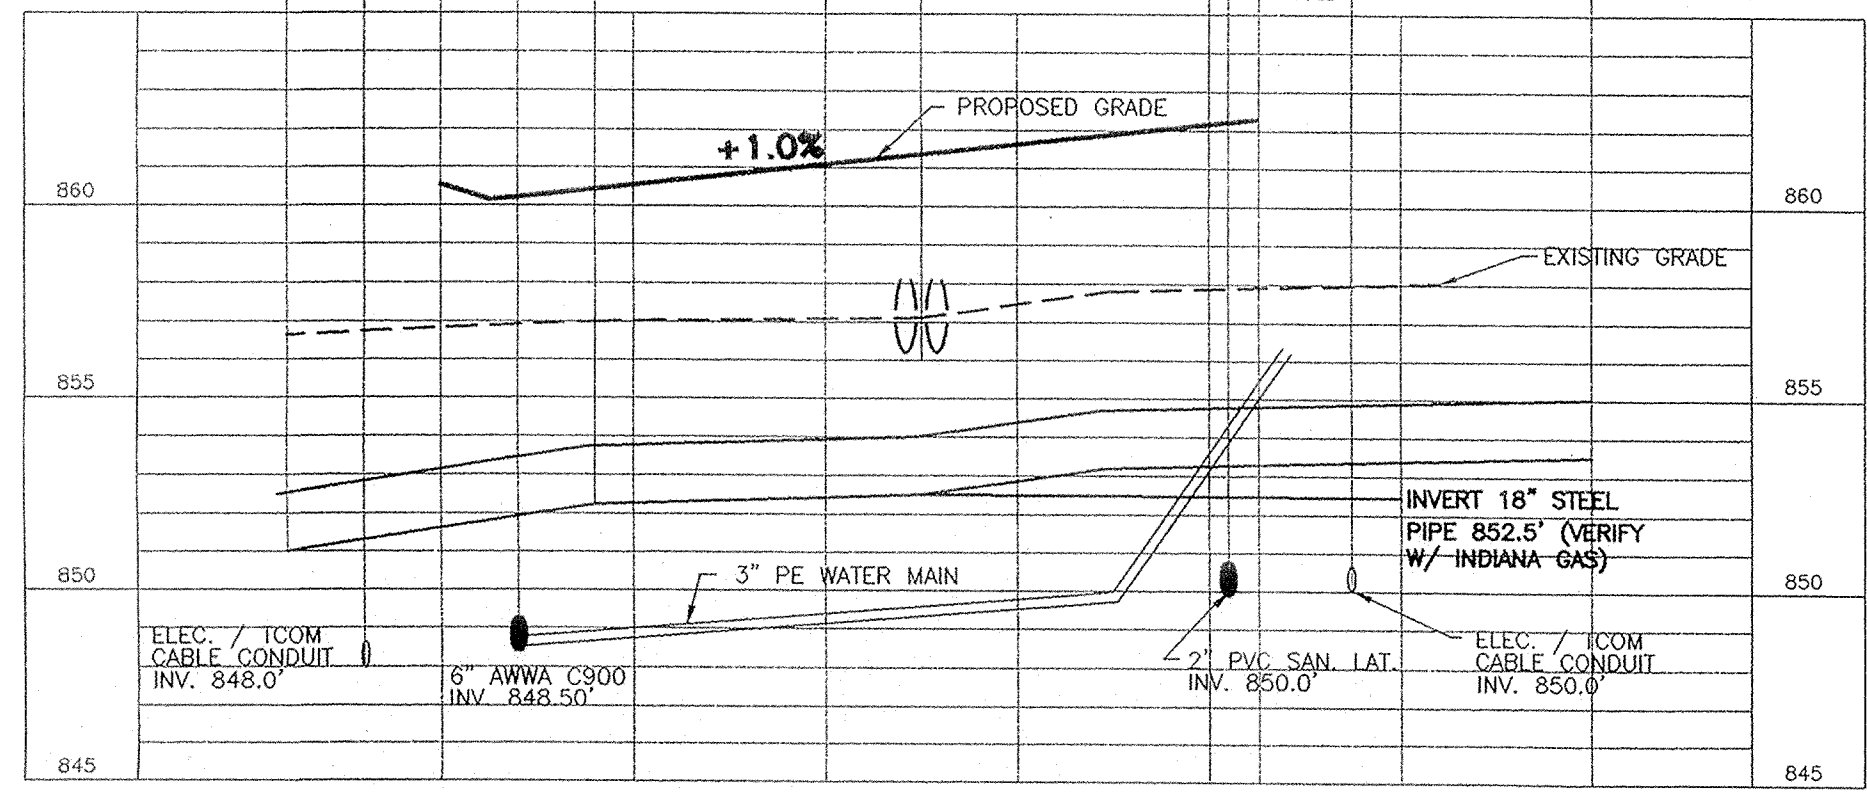 PROPOSED GRADE
+1.0%
860
860
EXISTING GRADE
855
855
INVERT 18" STEEL
PIPE 852.5' (VERIFY
W/ INDIANA GAS)
850
850
3" PE WATER MAIN
ELEC. / TCOM
CABLE CONDUIT
INV. 848.0'
6" AWWA C900
INV. 848.50'
2" PVC SAN. LAT.
INV. 850.0'
ELEC. / TCOM
CABLE CONDUIT
INV. 850.0'
845
845